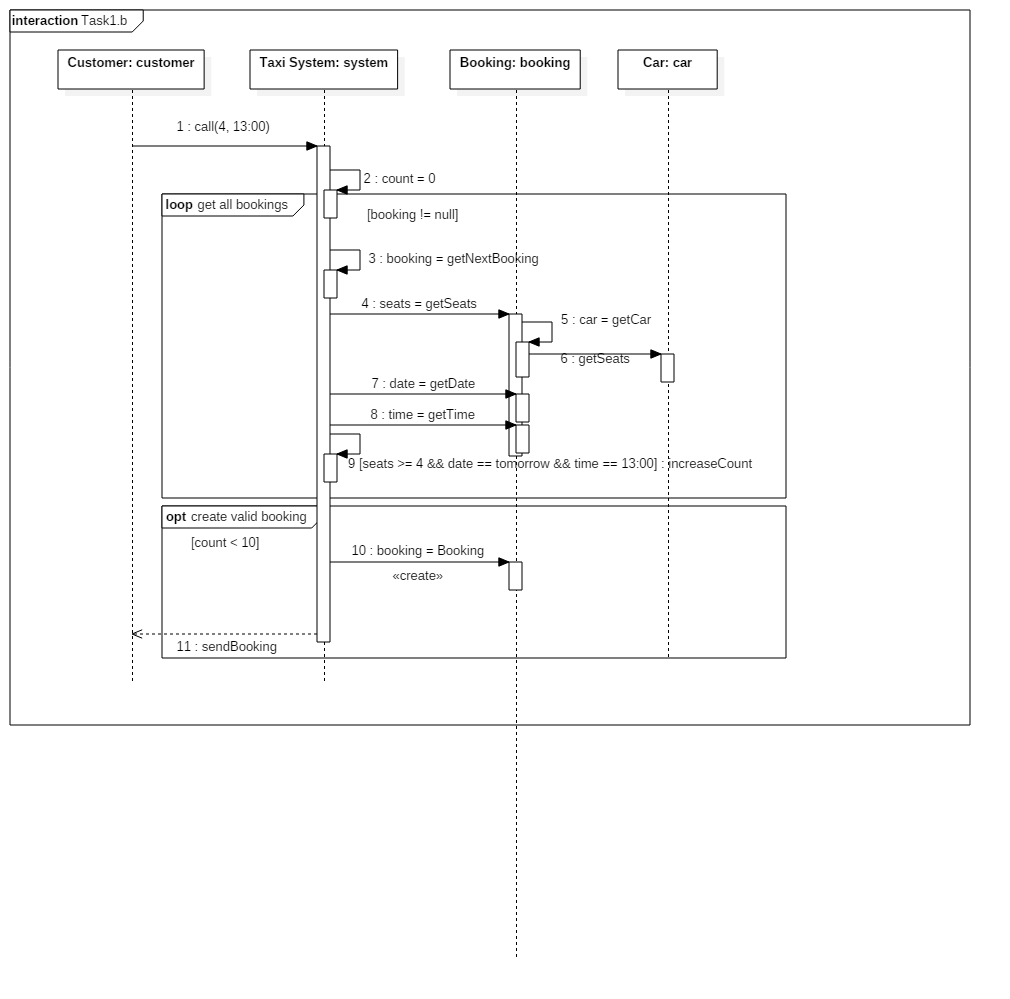 interaction Task1.b
Customer: customer
Taxi System: system
Booking: booking
Car: car
1 : call(4, 13:00)
2 : count = 0
loop get all bookings
[booking != null]
3 : booking = getNextBooking
4 : seats = getSeats
5 : car = getCar
6 : getSeats
7 : date = getDate
8 : time = getTime
9 [seats >= 4 && date == tomorrow && time == 13:00] : increaseCount
opt create valid booking
[count < 10]
10 : booking = Booking
«create»
11 : sendBooking